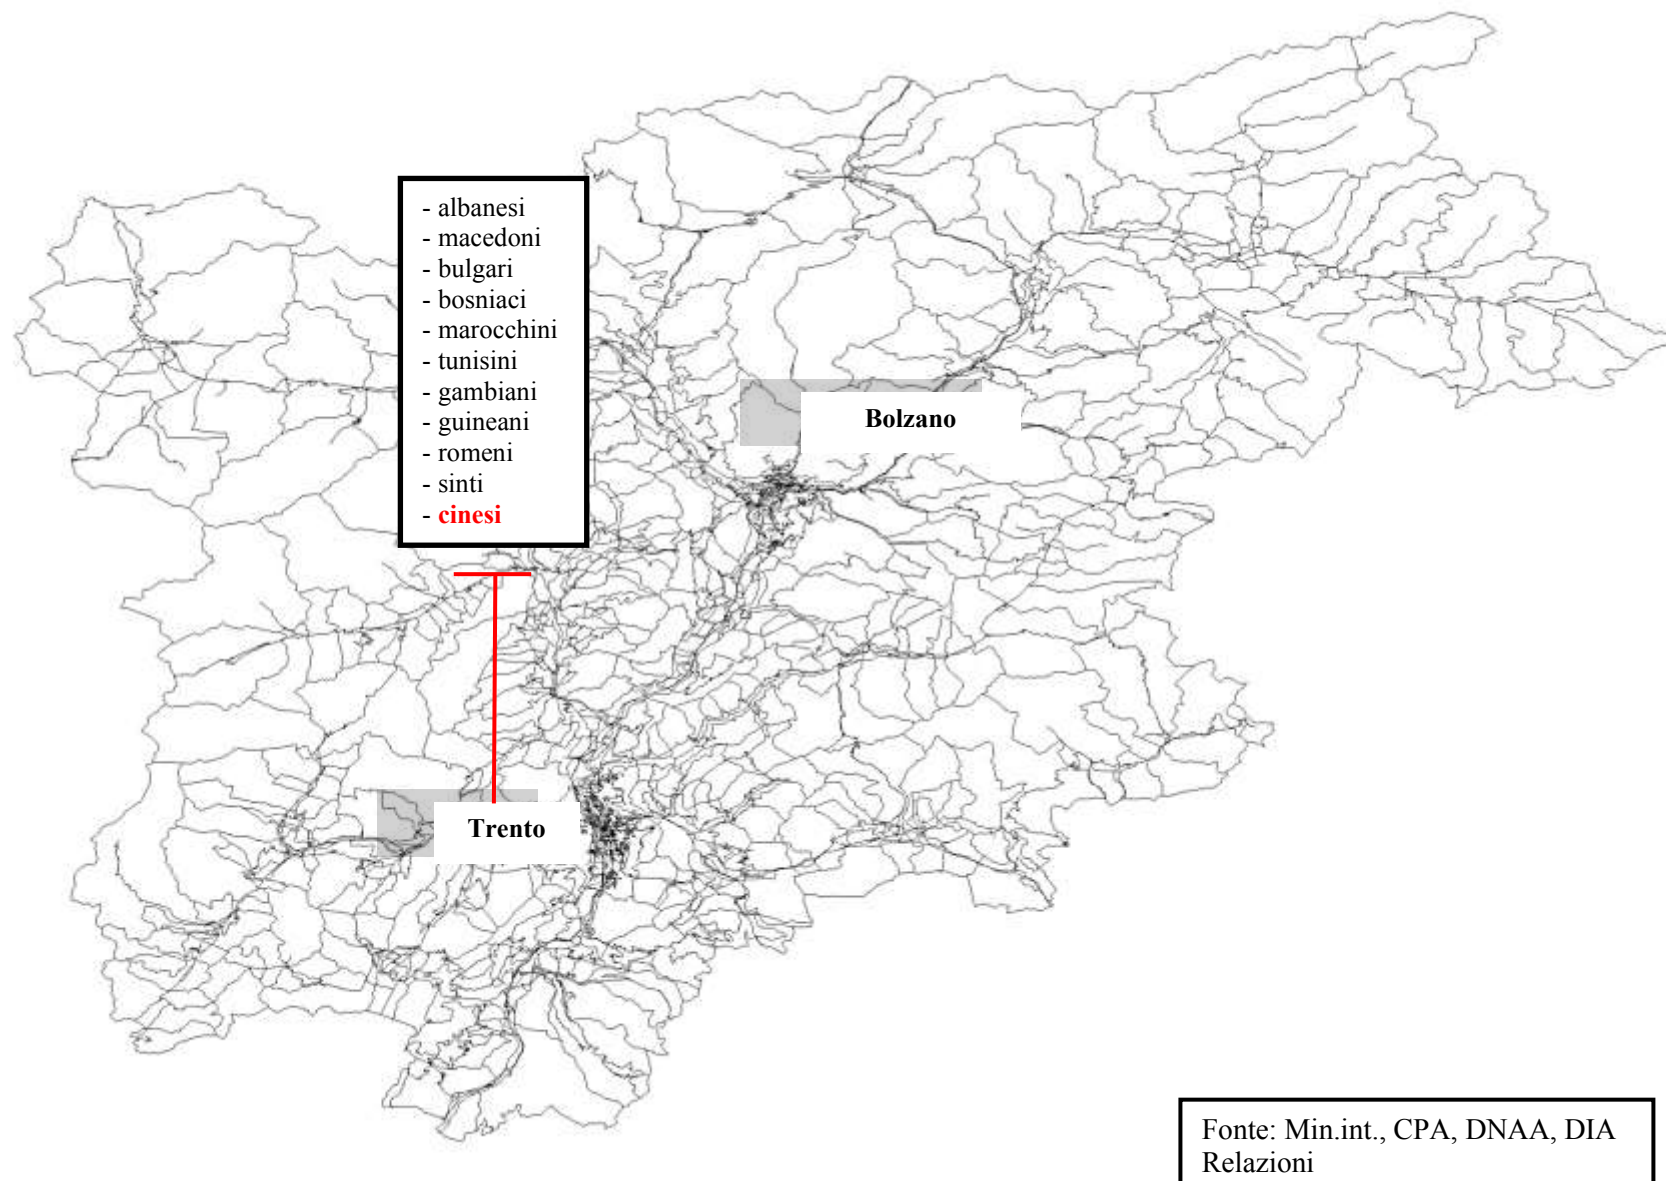 - albanesi
- macedoni
- bulgari
- bosniaci
- marocchini
- tunisini
- gambiani
- guineani
- romeni
- sinti
- cinesi
Bolzano
Trento
Fonte: Min.int., CPA, DNAA, DIA
Relazioni